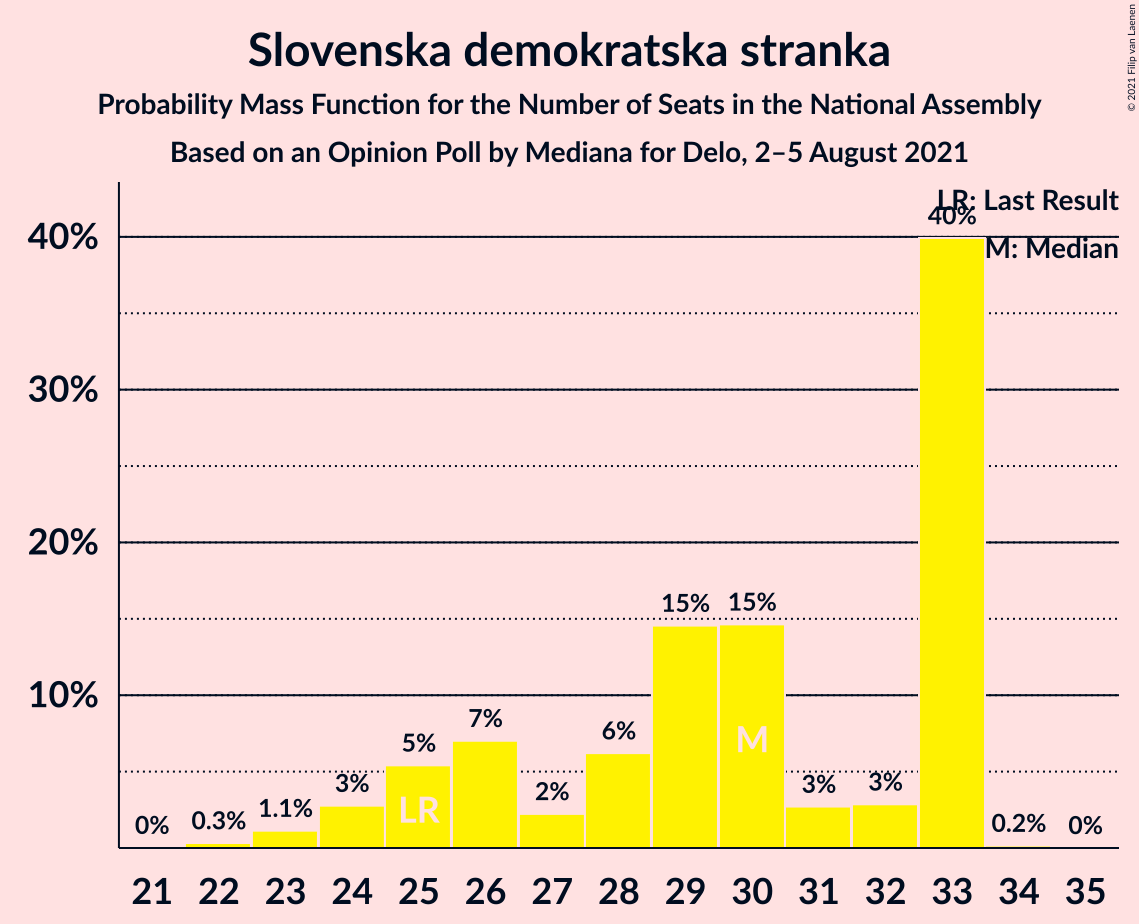 Slovenska demokratska stranka
Probability Mass Function for the Number of Seats in the National Assembly
Based on an Opinion Poll by Mediana for Delo, 2–5 August 2021
© 2021 Filip van Laenen
LR: Last Result
M: Median
40%
30%
20%
10%
0%
0.3%
1.1%
3%
5%
7%
2%
6%
15%
15%
3%
3%
40%
0.2%
0%
LR
M
21 22 23 24 25 26 27 28 29 30 31 32 33 34 35